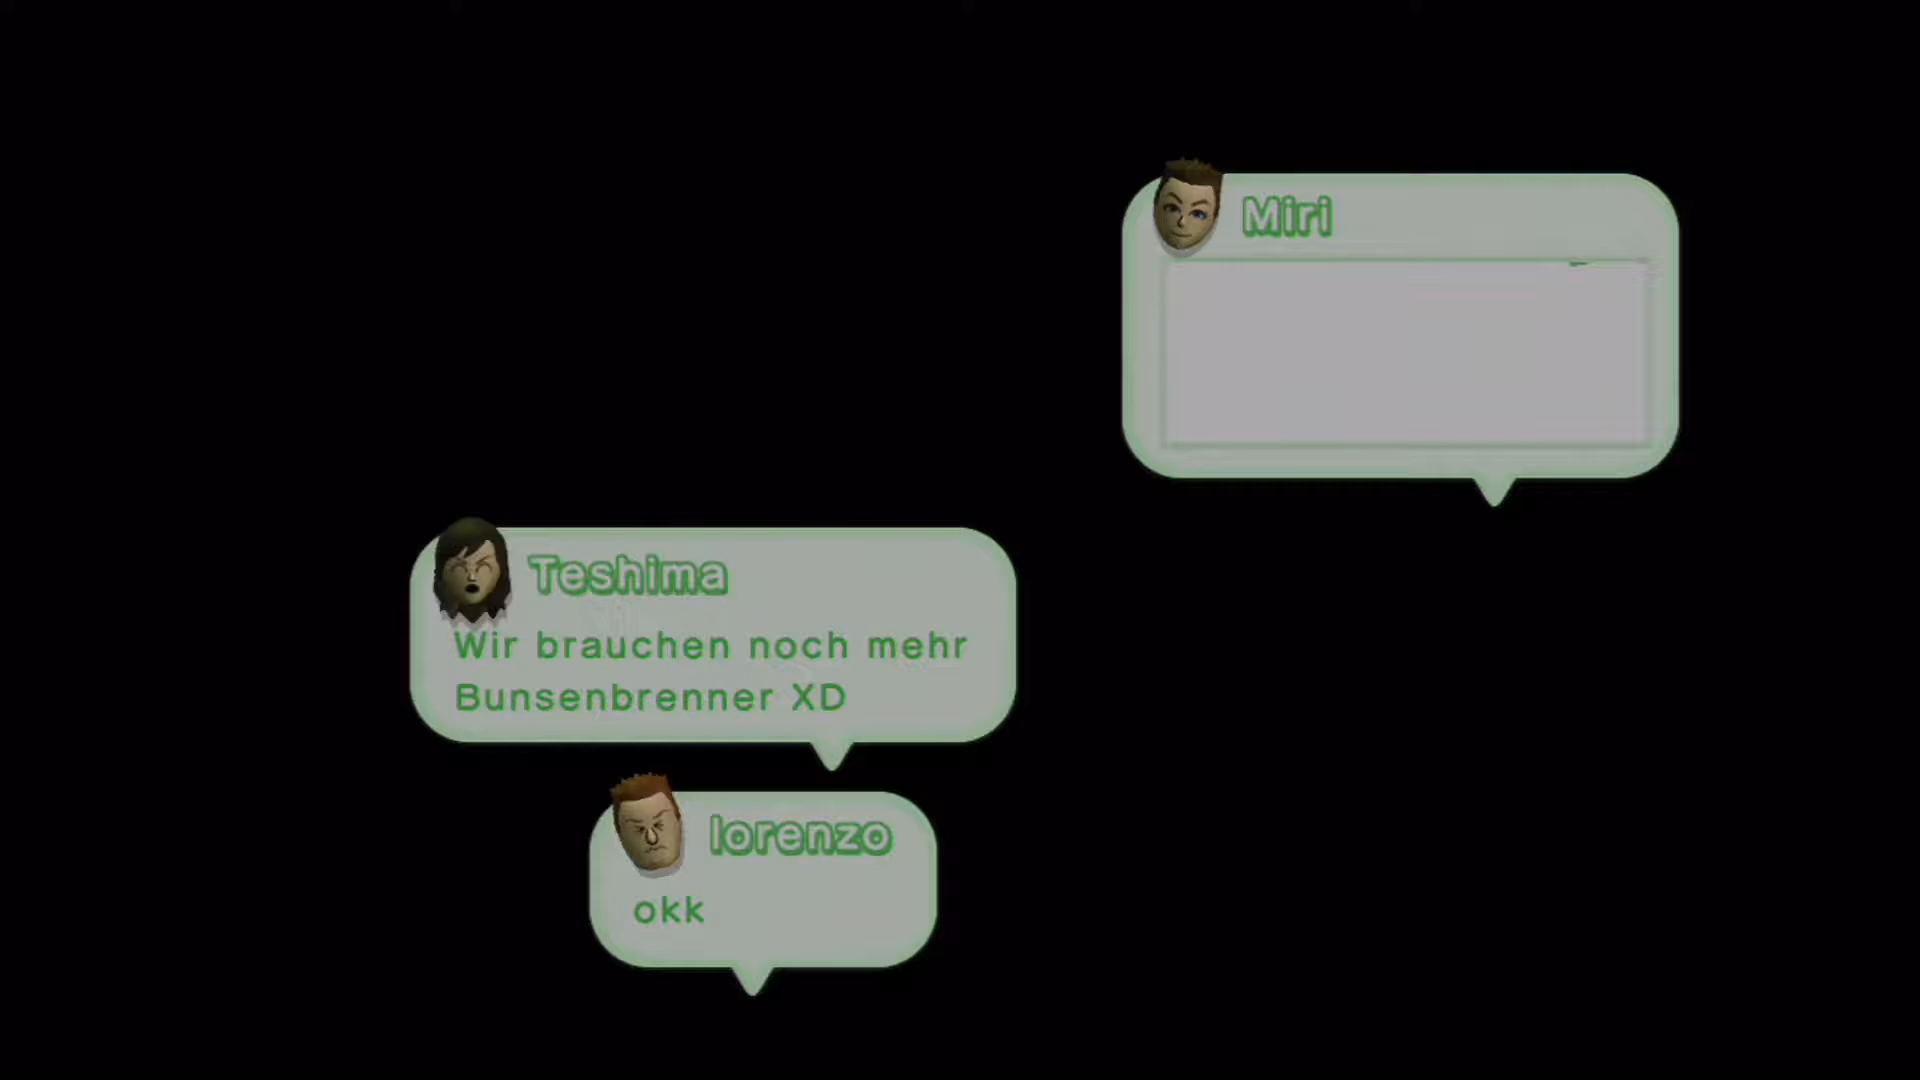 Miri
Teshima
Wir brauchen noch mehr
Bunsenbrenner XD
lorenzo
okk